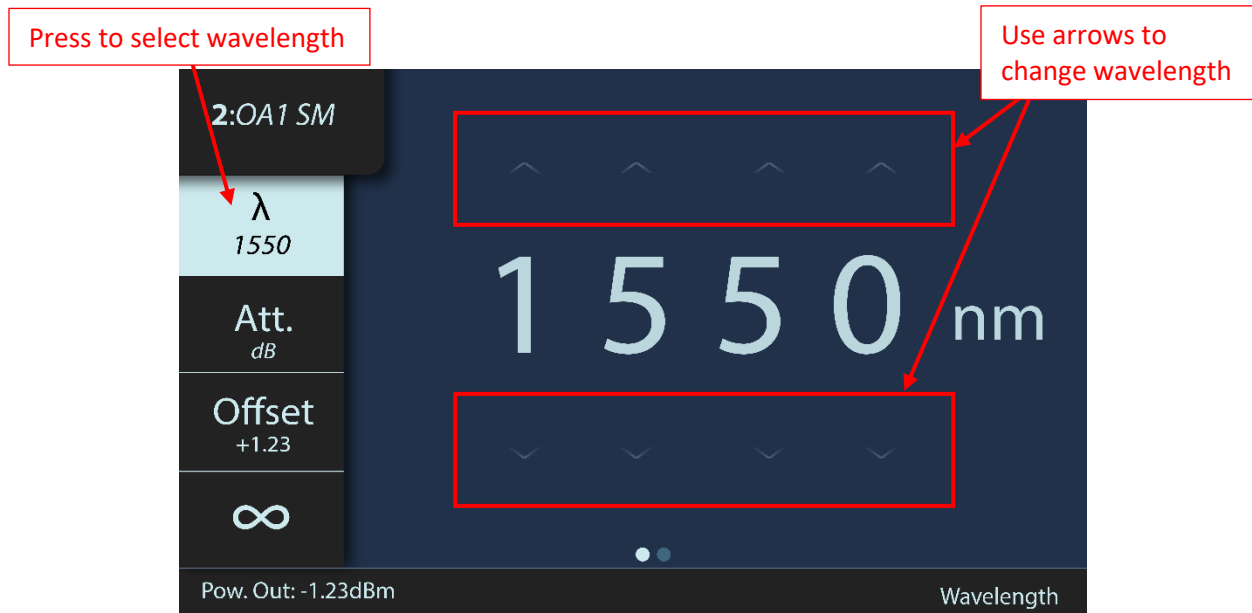 Press to select wavelength
Use arrows to
change wavelength
2:OA1 SM
λ
1550
1 5 5 0 nm
Att.
dB
Offset
+1.23
∞
Pow. Out: -1.23dBm
Wavelength